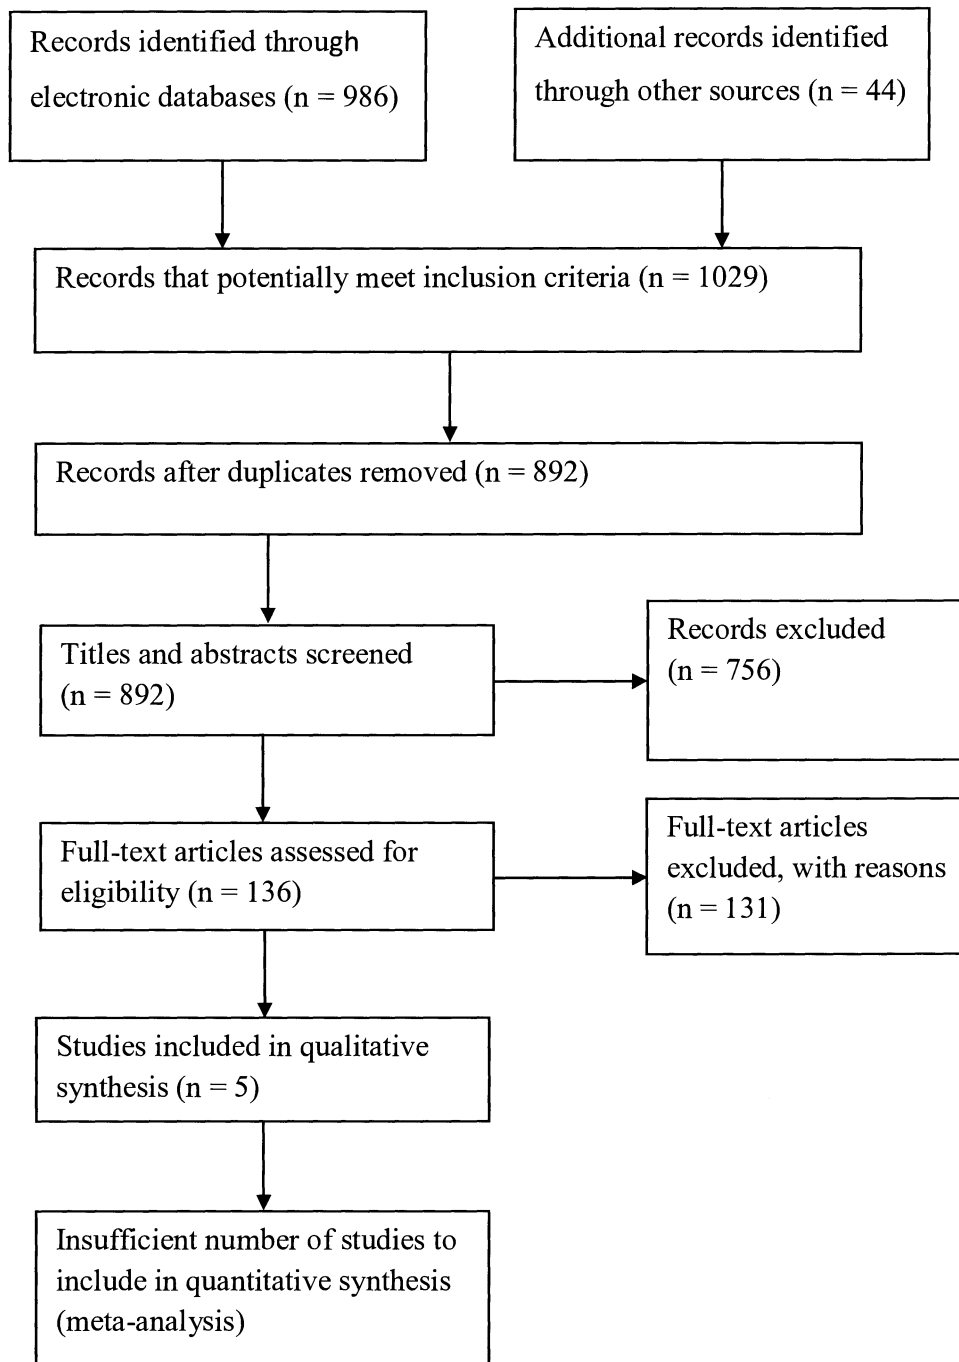 Records identified through
electronic databases (n = 986)
Additional records identified
through other sources (n = 44)
Records that potentially meet inclusion criteria (n = 1029)
Records after duplicates removed (n = 892)
Titles and abstracts screened
(n = 892)
Records excluded
(n = 756)
Full-text articles assessed for
eligibility (n = 136)
Full-text articles
excluded, with reasons
(n = 131)
Studies included in qualitative
synthesis (n = 5)
Insufficient number of studies to
include in quantitative synthesis
(meta-analysis)